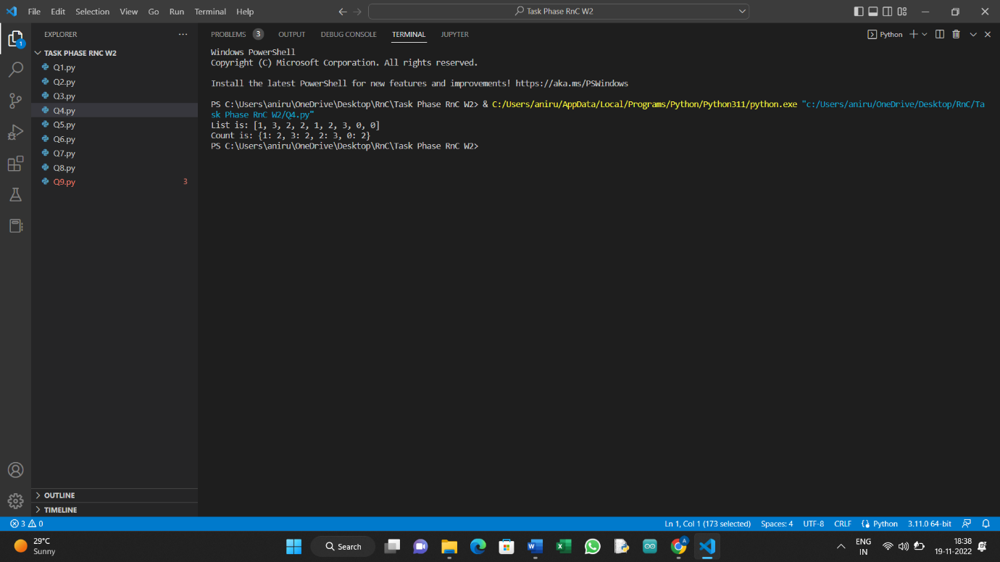 File Edit Selection View Go Run Terminal Help
Task Phase RnC W2
EXPLORER
TASK PHASE RNC W2
Q1.py
Q2.py
Q3.py
Q4.py
Q5.py
Q6.py
Q7.py
Q8.py
Q9.py 3
OUTLINE
TIMELINE
1
PROBLEMS 3 OUTPUT DEBUG CONSOLE TERMINAL JUPYTER
Python
Windows PowerShell
Copyright (C) Microsoft Corporation. All rights reserved.
Install the latest PowerShell for new features and improvements! https://aka.ms/PSWindows
PS C:\Users\aniru\OneDrive\Desktop\RnC\Task Phase RnC W2> & C:/Users/aniru/AppData/Local/Programs/Python/Python311/python.exe "c:/Users/aniru/OneDrive/Desktop/RnC/Ta
sk Phase RnC W2/Q4.py"
List is: [1, 3, 2, 2, 1, 2, 3, 0, 0]
Count is: {1: 2, 3: 2, 2: 3, 0: 2}
PS C:\Users\aniru\OneDrive\Desktop\RnC\Task Phase RnC W2>
3 0 Ln 1, Col 1 (173 selected) Spaces: 4 UTF-8 CRLF Python 3.11.0 64-bit
29°C
Sunny
Search
A
ENG
IN
18:38
19-11-2022